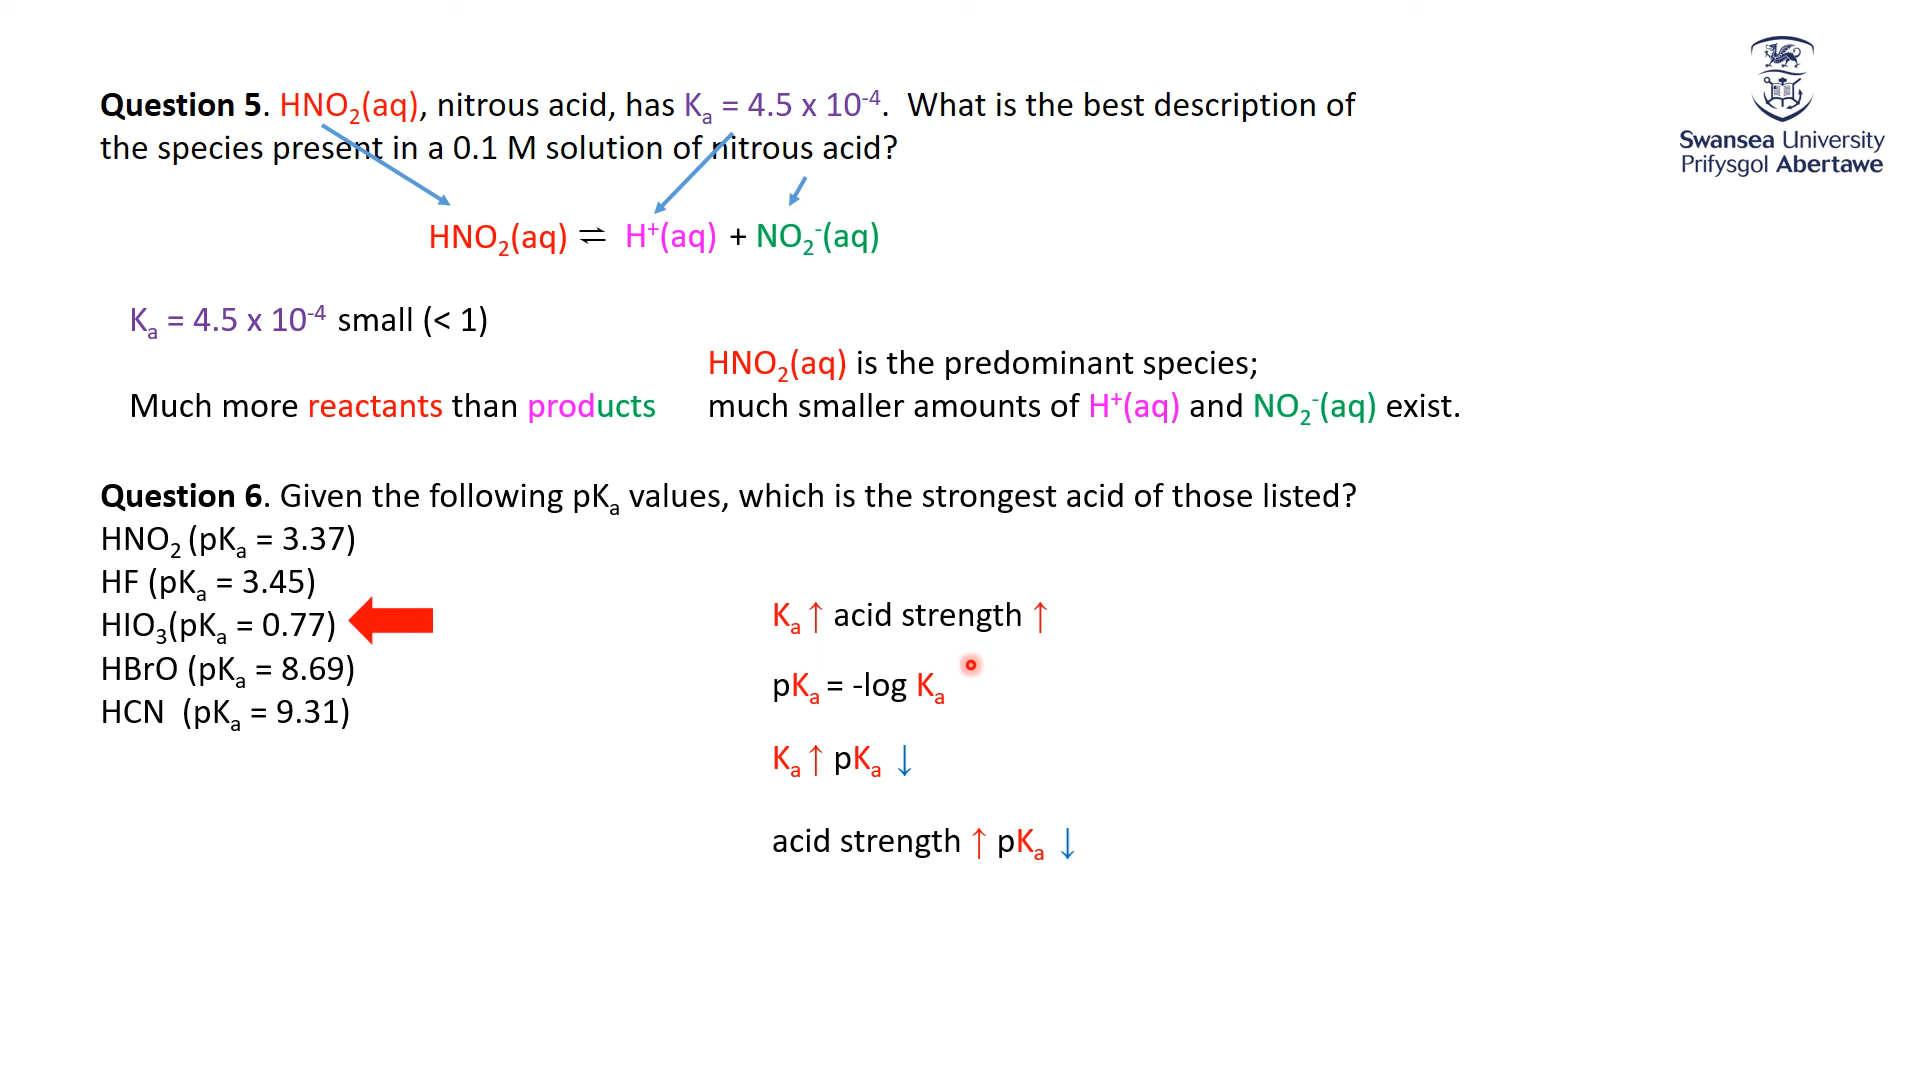 Question 5. HNO₂(aq), nitrous acid, has Kₐ = 4.5 x 10⁻⁴. What is the best description of
the species present in a 0.1 M solution of nitrous acid?
HNO₂(aq) ⇌ H⁺(aq) + NO₂⁻(aq)
Kₐ = 4.5 x 10⁻⁴ small (< 1)
Much more reactants than products
HNO₂(aq) is the predominant species;
much smaller amounts of H⁺(aq) and NO₂⁻(aq) exist.
Question 6. Given the following pKₐ values, which is the strongest acid of those listed?
HNO₂ (pKₐ = 3.37)
HF (pKₐ = 3.45)
HIO₃(pKₐ = 0.77)
HBrO (pKₐ = 8.69)
HCN (pKₐ = 9.31)
Kₐ ↑ acid strength ↑
pKₐ = -log Kₐ
Kₐ ↑ pKₐ ↓
acid strength ↑ pKₐ ↓
Swansea University
Prifysgol Abertawe